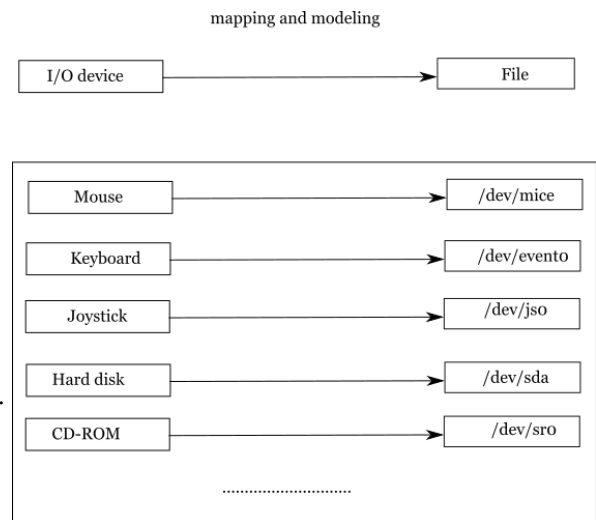 mapping and modeling
I/O device File
Mouse /dev/mice
Keyboard /dev/event0
Joystick /dev/js0
Hard disk /dev/sda
CD-ROM /dev/sr0
.............................